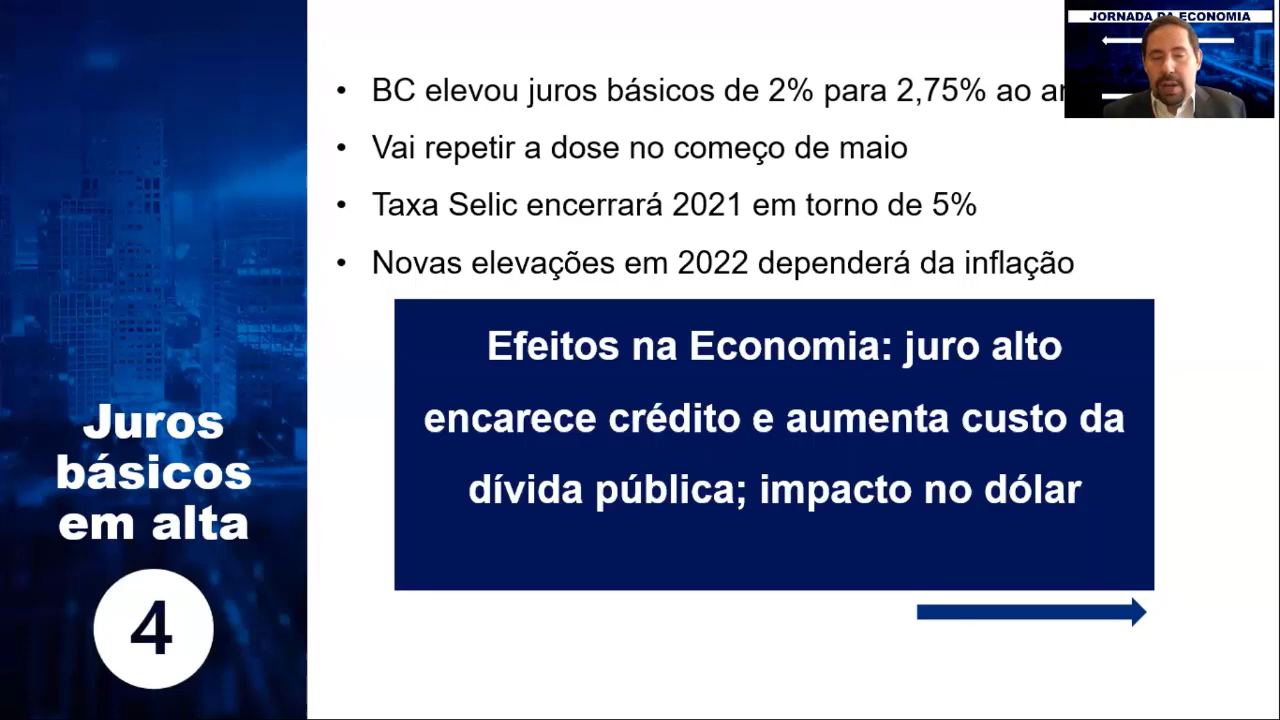 JORNADA DA ECONOMIA
• BC elevou juros básicos de 2% para 2,75% ao
• Vai repetir a dose no começo de maio
• Taxa Selic encerrará 2021 em torno de 5%
• Novas elevações em 2022 dependerá da inflação
Efeitos na Economia: juro alto
encarece crédito e aumenta custo da
dívida pública; impacto no dólar
Juros
básicos
em alta
4